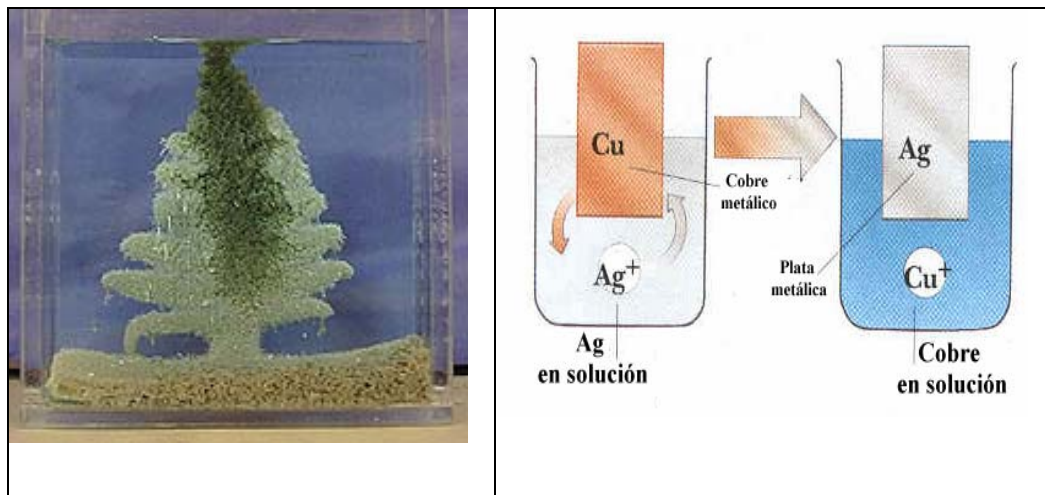 Cu
Cobre
metálico
Ag⁺
Ag
en solución
Ag
Plata
metálica
Cu⁺
Cobre
en solución